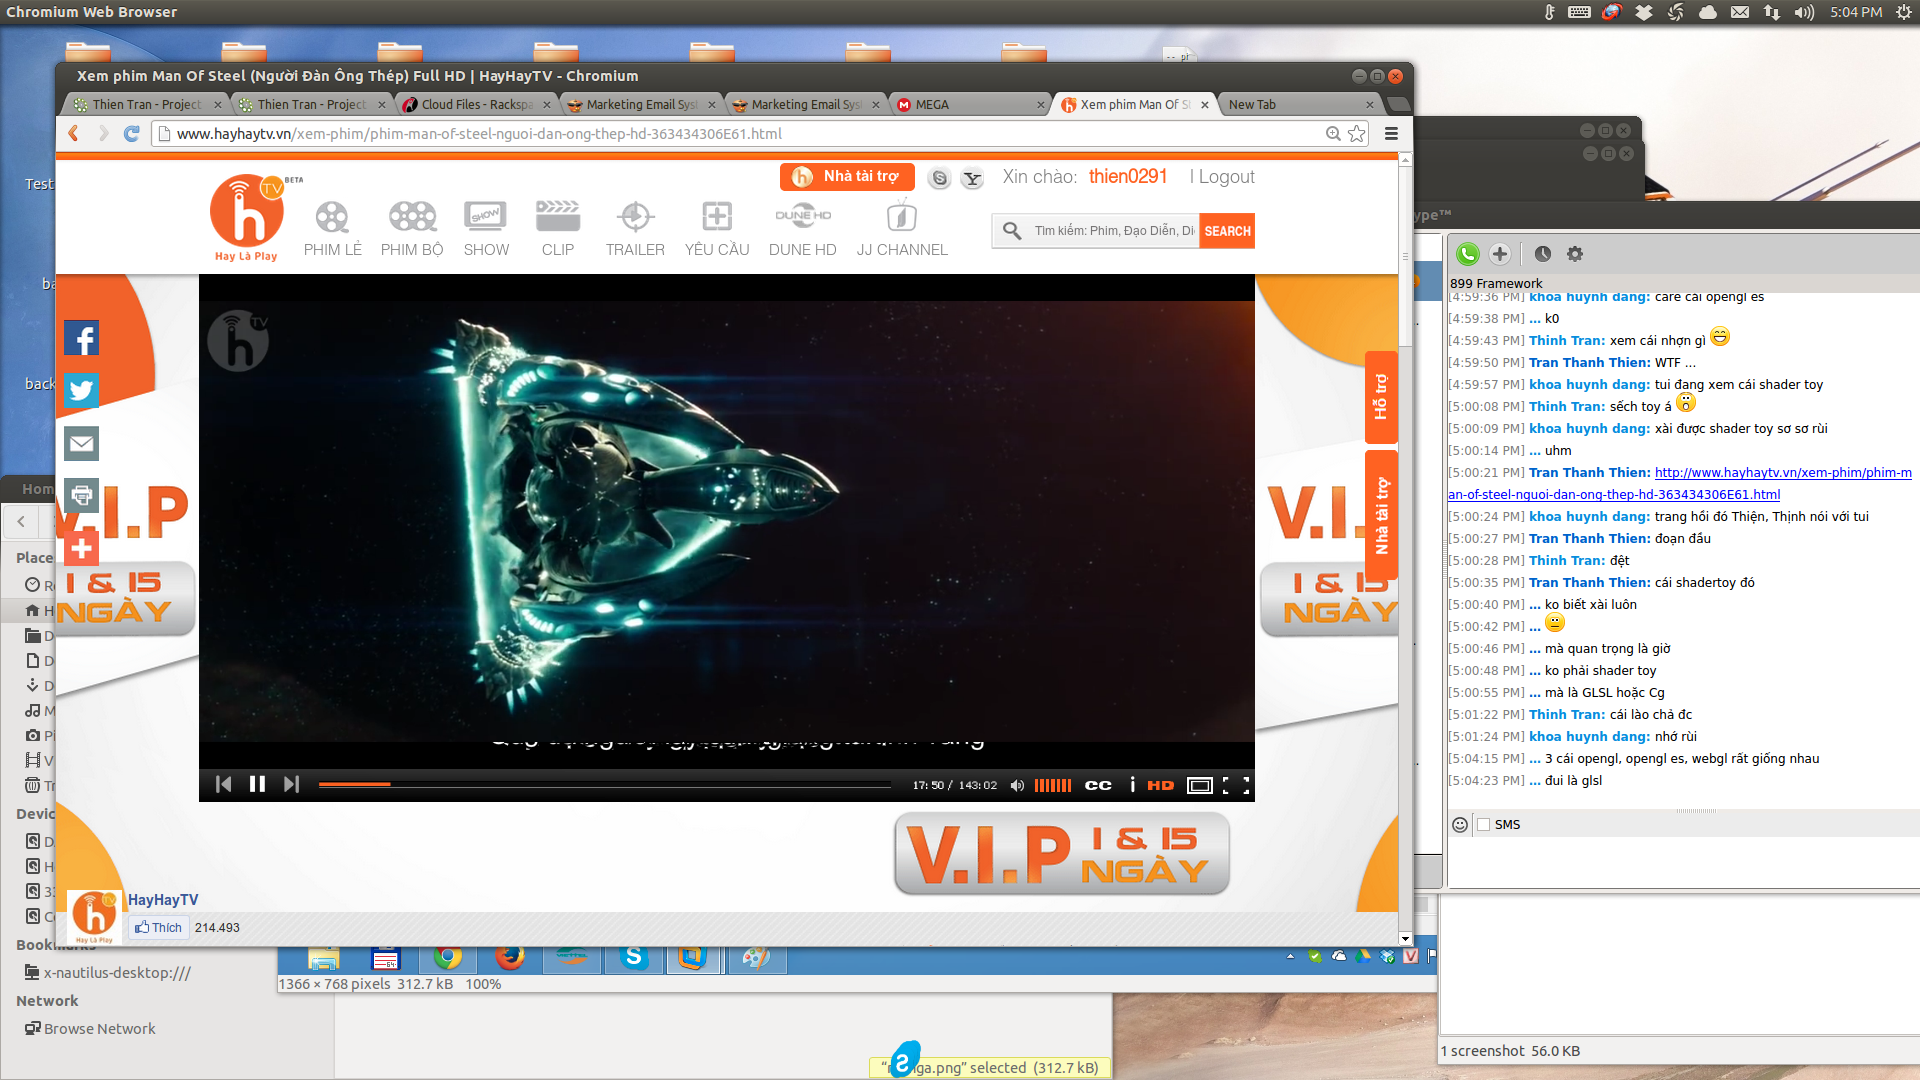 Chromium Web Browser
5:04 PM
Xem phim Man Of Steel (Người Đàn Ông Thép) Full HD | HayHayTV - Chromium
Thien Tran - Project
Thien Tran - Project
Cloud Files - Rackspa
Marketing Email Sys
Marketing Email Sys
MEGA
Xem phim Man Of St
New Tab
www.hayhaytv.vn/xem-phim/phim-man-of-steel-nguoi-dan-ong-thep-hd-363434306E61.html
Test
back
Hom
BETA
TV
h
Hay Là Play
Nhà tài trợ
Xin chào: thien0291 | Logout
PHIM LẺ
PHIM BỘ
SHOW
CLIP
TRAILER
YÊU CẦU
DUNE HD
JJ CHANNEL
Tìm kiếm: Phim, Đạo Diễn, Di
SEARCH
Hỗ trợ
Nhà tài trợ
V.I.P
1 & 15
NGÀY
V.I.
1 & 15
NGÀY
17:50 / 143:02
CC
HD
V.I.P 1 & 15
NGÀY
HayHayTV
Thích 214.493
ype™
899 Framework
[4:59:36 PM] khoa huynh dang: care cái opengl es
[4:59:38 PM] ... k0
[4:59:43 PM] Thinh Tran: xem cái nhợn gì
[4:59:50 PM] Tran Thanh Thien: WTF ...
[4:59:57 PM] khoa huynh dang: tui đang xem cái shader toy
[5:00:08 PM] Thinh Tran: sếch toy á
[5:00:09 PM] khoa huynh dang: xài được shader toy sơ sơ rùi
[5:00:14 PM] ... uhm
[5:00:21 PM] Tran Thanh Thien: http://www.hayhaytv.vn/xem-phim/phim-m
an-of-steel-nguoi-dan-ong-thep-hd-363434306E61.html
[5:00:24 PM] khoa huynh dang: trang hồi đó Thiện, Thịnh nói với tui
[5:00:27 PM] Tran Thanh Thien: đoạn đầu
[5:00:28 PM] Thinh Tran: đệt
[5:00:35 PM] Tran Thanh Thien: cái shadertoy đó
[5:00:40 PM] ... ko biết xài luôn
[5:00:42 PM] ...
[5:00:46 PM] ... mà quan trọng là giờ
[5:00:48 PM] ... ko phải shader toy
[5:00:55 PM] ... mà là GLSL hoặc Cg
[5:01:22 PM] Thinh Tran: cái lào chả đc
[5:01:24 PM] khoa huynh dang: nhớ rùi
[5:04:15 PM] ... 3 cái opengl, opengl es, webgl rất giống nhau
[5:04:23 PM] ... đui là glsl
SMS
Place
Devic
Bookmarks
x-nautilus-desktop:///
Network
Browse Network
1366 × 768 pixels 312.7 kB 100%
selected (312.7 kB)
1 screenshot 56.0 KB